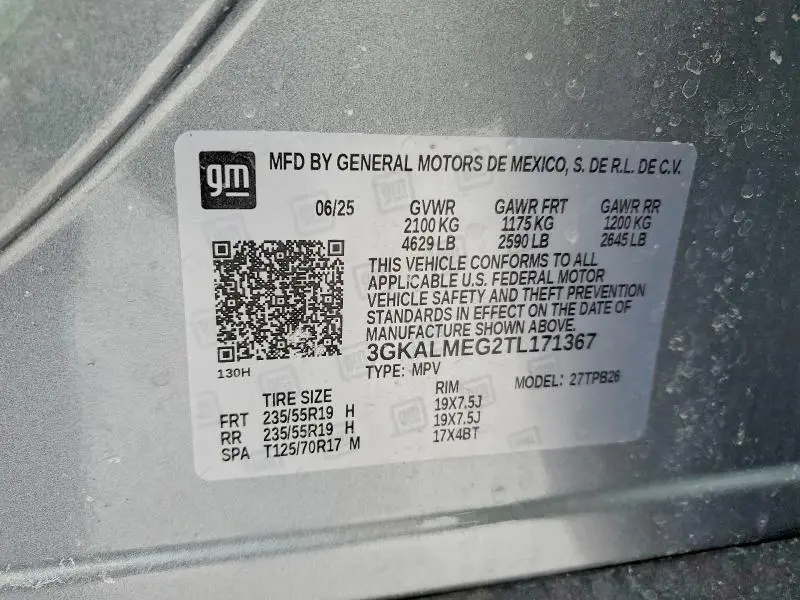 gm
MFD BY GENERAL MOTORS DE MEXICO, S. DE R.L. DE C.V.
06/25 GVWR GAWR FRT GAWR RR
2100 KG 1175 KG 1200 KG
4629 LB 2590 LB 2645 LB
THIS VEHICLE CONFORMS TO ALL
APPLICABLE U.S. FEDERAL MOTOR
VEHICLE SAFETY AND THEFT PREVENTION
STANDARDS IN EFFECT ON THE DATE OF
MANUFACTURE SHOWN ABOVE.
3GKALMEG2TL171367
130H
TYPE: MPV MODEL: 27TPB26
TIRE SIZE RIM
FRT 235/55R19 H 19X7.5J
RR 235/55R19 H 19X7.5J
SPA T125/70R17 M 17X4BT